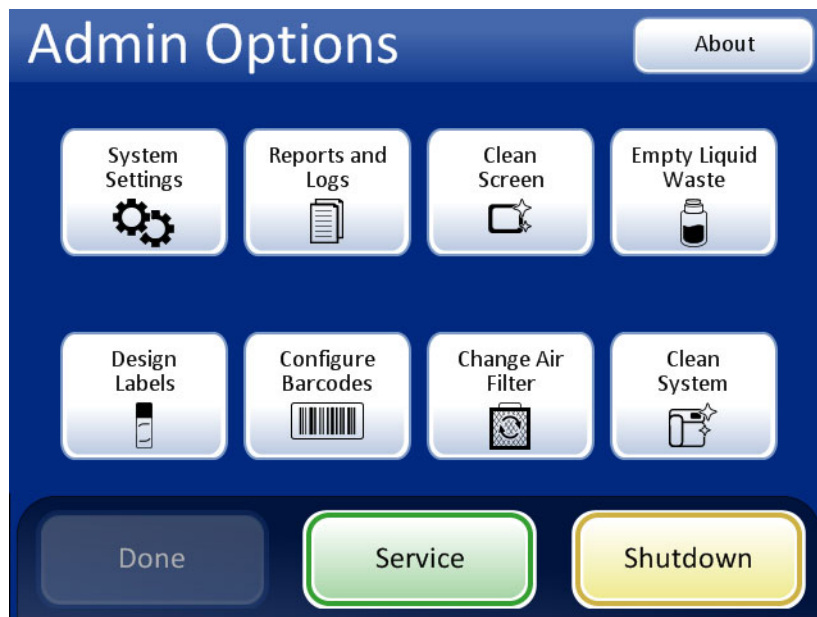 Admin Options
About
System
Settings
Reports and
Logs
Clean
Screen
Empty Liquid
Waste
Design
Labels
Configure
Barcodes
Change Air
Filter
Clean
System
Done
Service
Shutdown